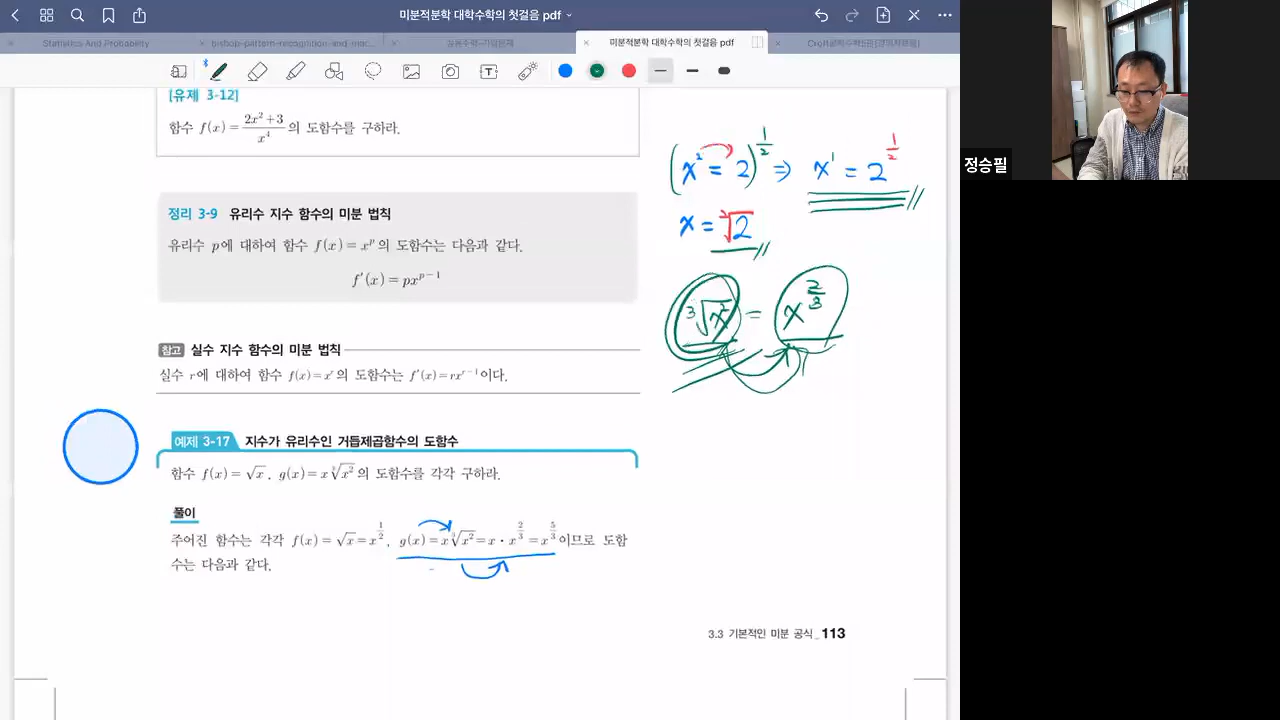 미분적분학 대학수학의 첫걸음 pdf
Statistics And Probability
bishop-pattern-recognition-and-mac...
미분적분학 대학수학의 첫걸음 pdf
[유제 3-12]
함수 f(x) = (2x²+3)/x⁴ 의 도함수를 구하라.
정리 3-9 유리수 지수 함수의 미분 법칙
유리수 p에 대하여 함수 f(x) = x^p의 도함수는 다음과 같다.
f′(x) = px^(p−1)
참고 실수 지수 함수의 미분 법칙
실수 r에 대하여 함수 f(x) = x^r의 도함수는 f′(x) = rx^(r−1)이다.
예제 3-17 지수가 유리수인 거듭제곱함수의 도함수
함수 f(x) = √x, g(x) = x∛x²의 도함수를 각각 구하라.
풀이
주어진 함수는 각각 f(x) = √x = x^(1/2), g(x) = x∛x² = x · x^(2/3) = x^(5/3)이므로 도함
수는 다음과 같다.
3.3 기본적인 미분 공식 113
(x² = 2)^(1/2) ⇒ x¹ = 2^(1/2)
x = ²√2
³√x² = x^(2/3)
정승필